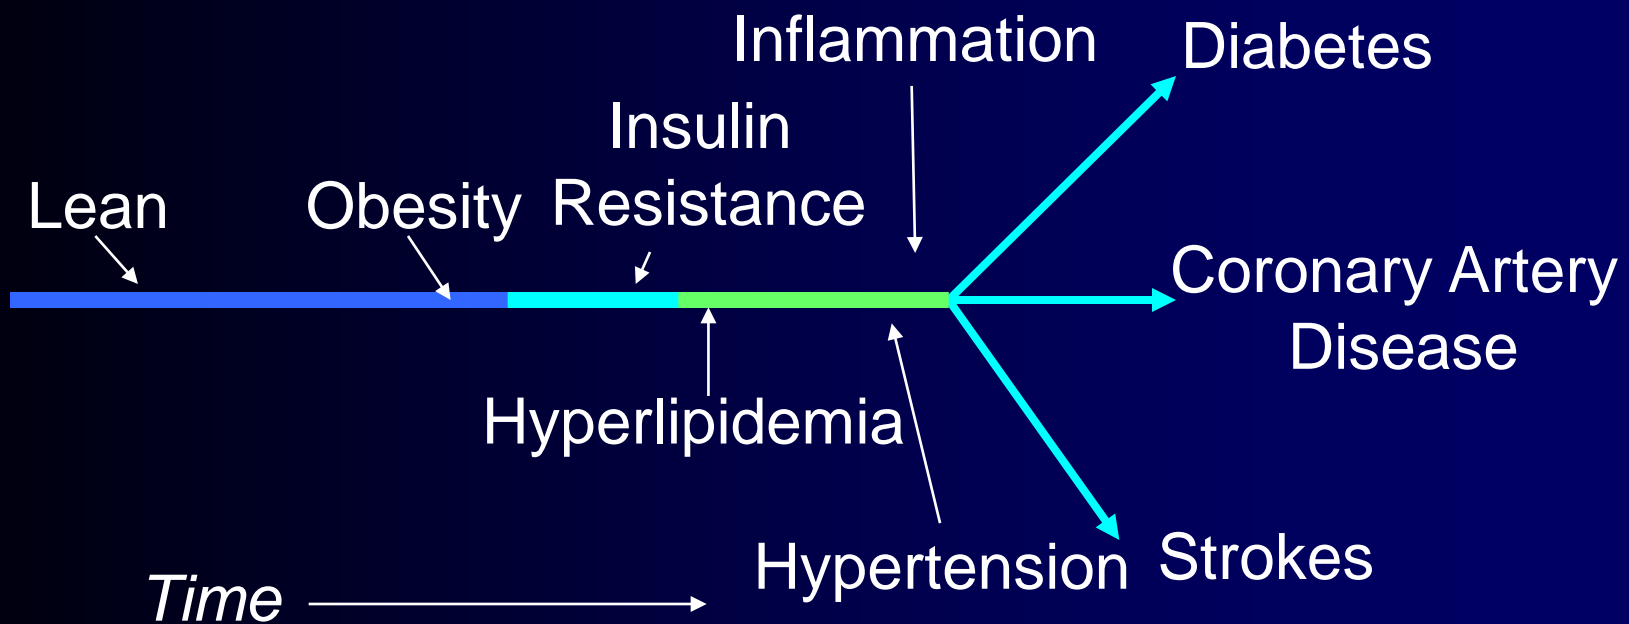 Inflammation
Diabetes
Insulin
Resistance
Lean
Obesity
Coronary Artery
Disease
Hyperlipidemia
Hypertension
Strokes
Time